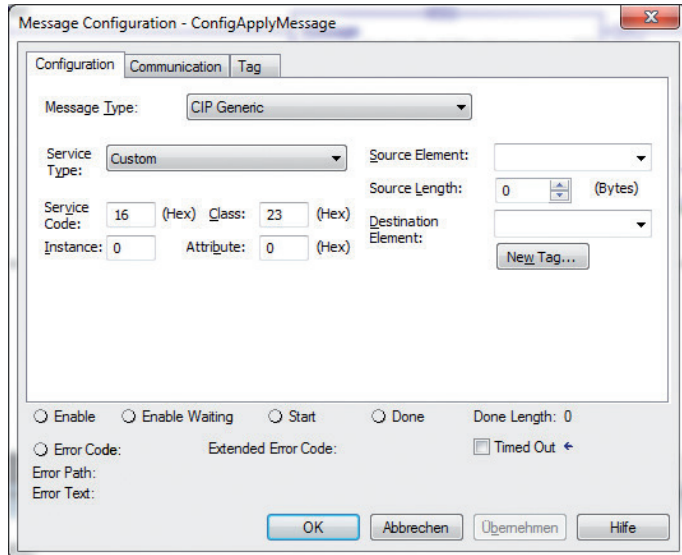 Message Configuration - ConfigApplyMessage
Configuration Communication Tag
Message Type: CIP Generic
Service Type: Custom
Source Element:
Source Length: 0 (Bytes)
Service Code: 16 (Hex) Class: 23 (Hex)
Destination Element:
Instance: 0 Attribute: 0 (Hex)
New Tag...
Enable Enable Waiting Start Done Done Length: 0
Error Code: Extended Error Code: Timed Out
Error Path:
Error Text:
OK Abbrechen Übernehmen Hilfe